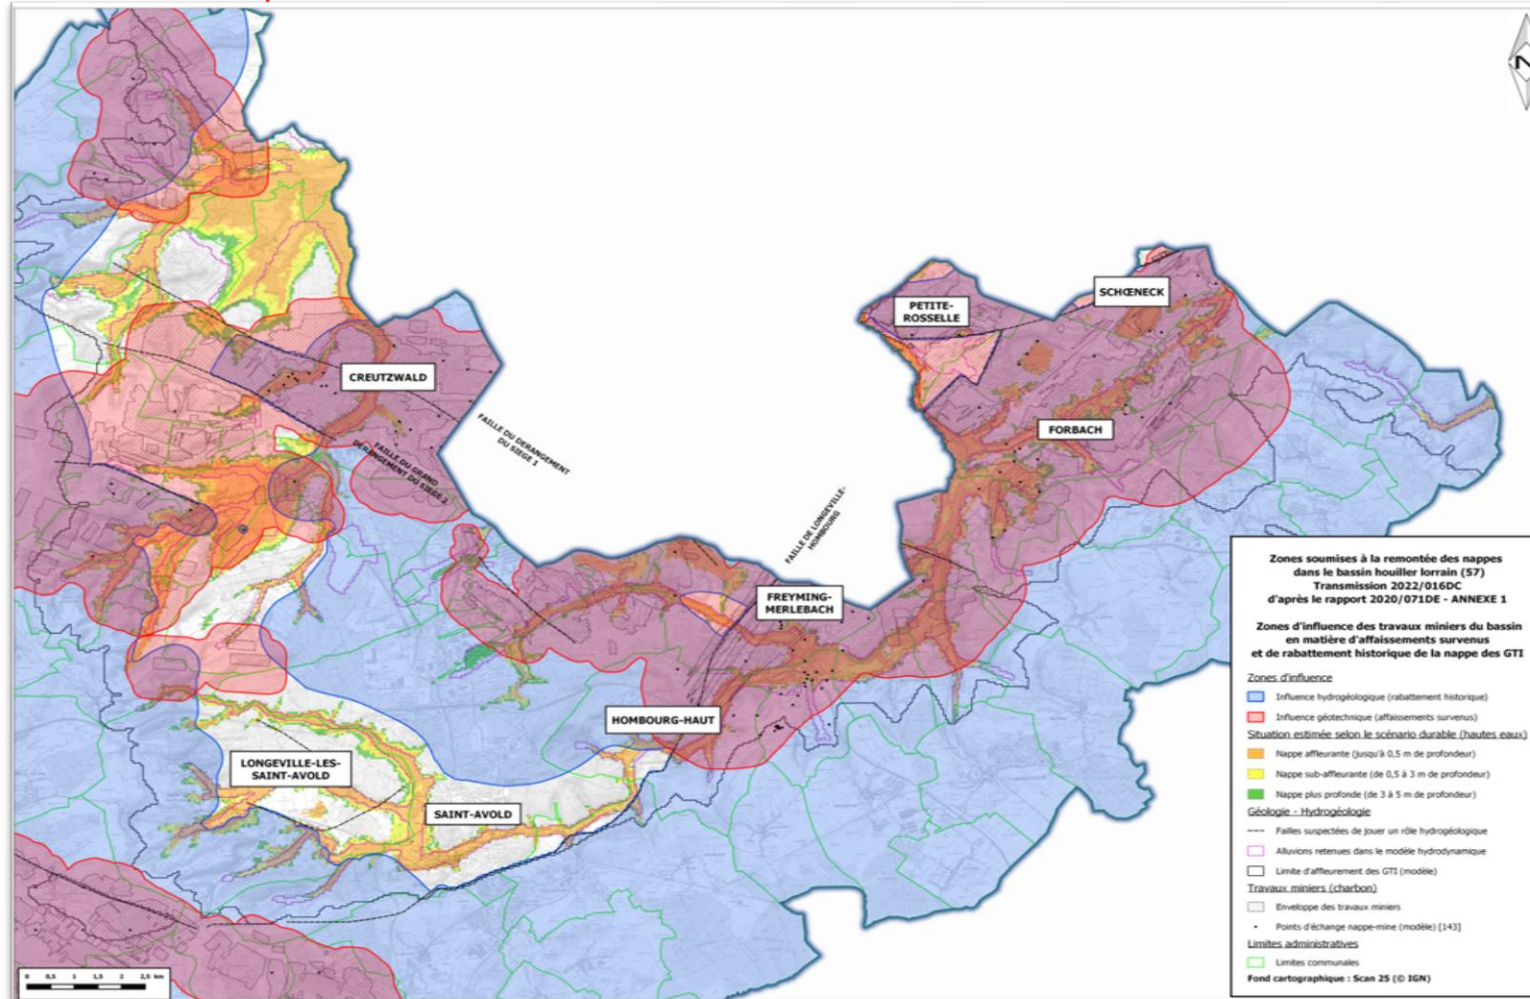 N
PETITE-
ROSSELLE
SCHŒNECK
CREUTZWALD
FAILLE DU DERANGEMENT
DU SIEGE 1
FAILLE DU GRAND
DERANGEMENT DU SIEGE 2
FORBACH
FAILLE DE LONGEVILLE-
HOMBOURG
FREYMING-
MERLEBACH
HOMBOURG-HAUT
LONGEVILLE-LES-
SAINT-AVOLD
SAINT-AVOLD
Zones soumises à la remontée des nappes
dans le bassin houiller lorrain (57)
Transmission 2022/016DC
d'après le rapport 2020/071DE - ANNEXE 1
Zones d'influence des travaux miniers du bassin
en matière d'affaissements survenus
et de rabattement historique de la nappe des GTI
Zones d'influence
Influence hydrogéologique (rabattement historique)
Influence géotechnique (affaissements survenus)
Situation estimée selon le scénario durable (hautes eaux)
Nappe affleurante (jusqu'à 0,5 m de profondeur)
Nappe sub-affleurante (de 0,5 à 3 m de profondeur)
Nappe plus profonde (de 3 à 5 m de profondeur)
Géologie - Hydrogéologie
Failles suspectées de jouer un rôle hydrogéologique
Alluvions retenues dans le modèle hydrodynamique
Limite d'affleurement des GTI (modèle)
Travaux miniers (charbon)
Enveloppe des travaux miniers
Points d'échange nappe-mine (modèle) [143]
Limites administratives
Limites communales
Fond cartographique : Scan 25 (© IGN)
0 0,5 1 1,5 2 2,5 km